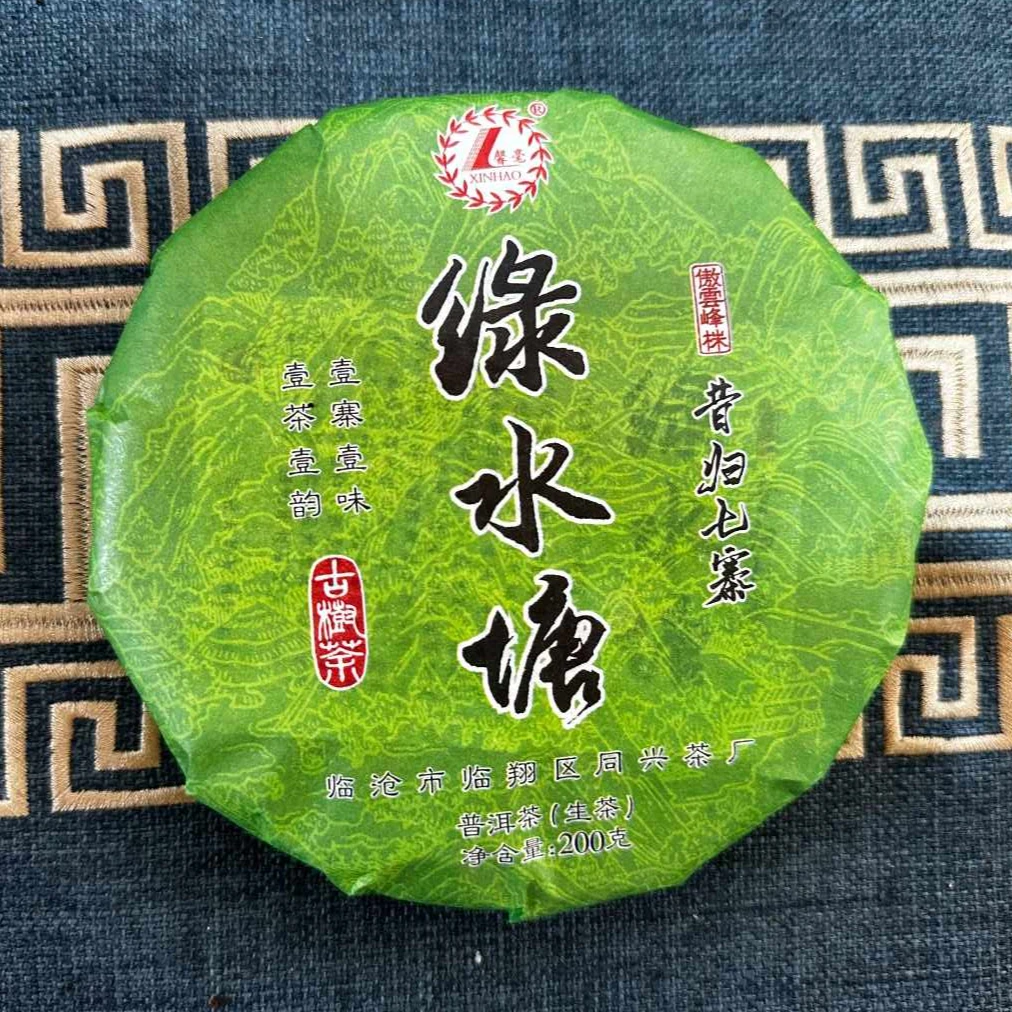 ®
馨毫
XINHAO
傲雲峰株
昔归七寨
綠水塘
壹寨壹味
壹茶壹韵
古樹茶
临沧市临翔区同兴茶厂
普洱茶(生茶)
净含量:200克